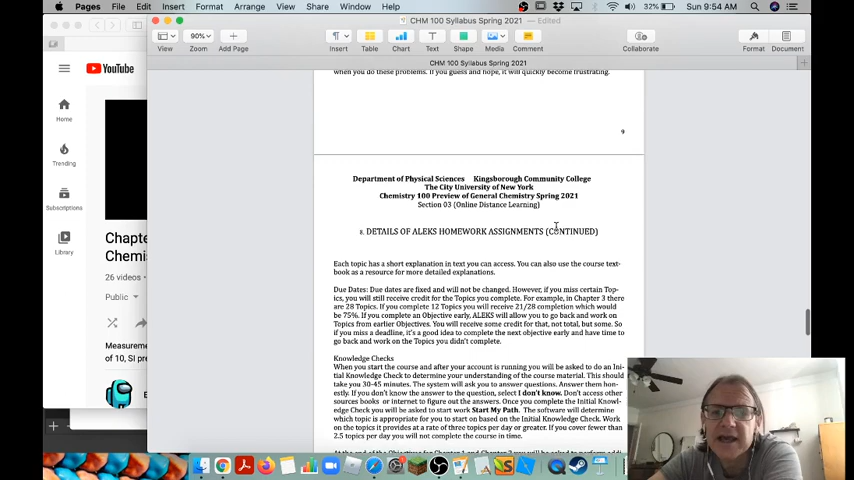 Pages File Edit Insert Format Arrange View Share Window Help 32% Sun 9:54 AM
CHM 100 Syllabus Spring 2021 — Edited
90%
View Zoom Add Page Insert Table Chart Text Shape Media Comment Collaborate Format Document
CHM 100 Syllabus Spring 2021
YouTube
Home
Trending
Subscriptions
Library
Chapte
Chemi
26 videos
Public
Measureme
of 10, SI pre
when you do these problems. If you guess and hope, it will quickly become frustrating.
9
Department of Physical Sciences Kingsborough Community College
The City University of New York
Chemistry 100 Preview of General Chemistry Spring 2021
Section 03 (Online Distance Learning)
8. DETAILS OF ALEKS HOMEWORK ASSIGNMENTS (CONTINUED)
Each topic has a short explanation in text you can access. You can also use the course text-
book as a resource for more detailed explanations.
Due Dates: Due dates are fixed and will not be changed. However, if you miss certain Top-
ics, you will still receive credit for the Topics you complete. For example, in Chapter 3 there
are 28 Topics. If you complete 12 Topics you will receive 21/28 completion which would
be 75%. If you complete an Objective early, ALEKS will allow you to go back and work on
Topics from earlier Objectives. You will receive some credit for that, not total, but some. So
if you miss a deadline, it's a good idea to complete the next objective early and have time to
go back and work on the Topics you didn't complete.
Knowledge Checks
When you start the course and after your account is running you will be asked to do an Ini-
tial Knowledge Check to determine your understanding of the course material. This should
take you 30-45 minutes. The system will ask you to answer questions. Answer them hon-
estly. If you don't know the answer to the question, select I don't know. Don't access other
sources books or internet to figure out the answers. Once you complete the Initial Knowl-
edge Check you will be asked to start work Start My Path. The software will determine
which topic is appropriate for you to start on based on the Initial Knowledge Check. Work
on the topic it provides at a rate of three topics per day or greater. If you cover fewer than
2.5 topics per day you will not complete the course in time.
At the end of the Objectives for Chapter